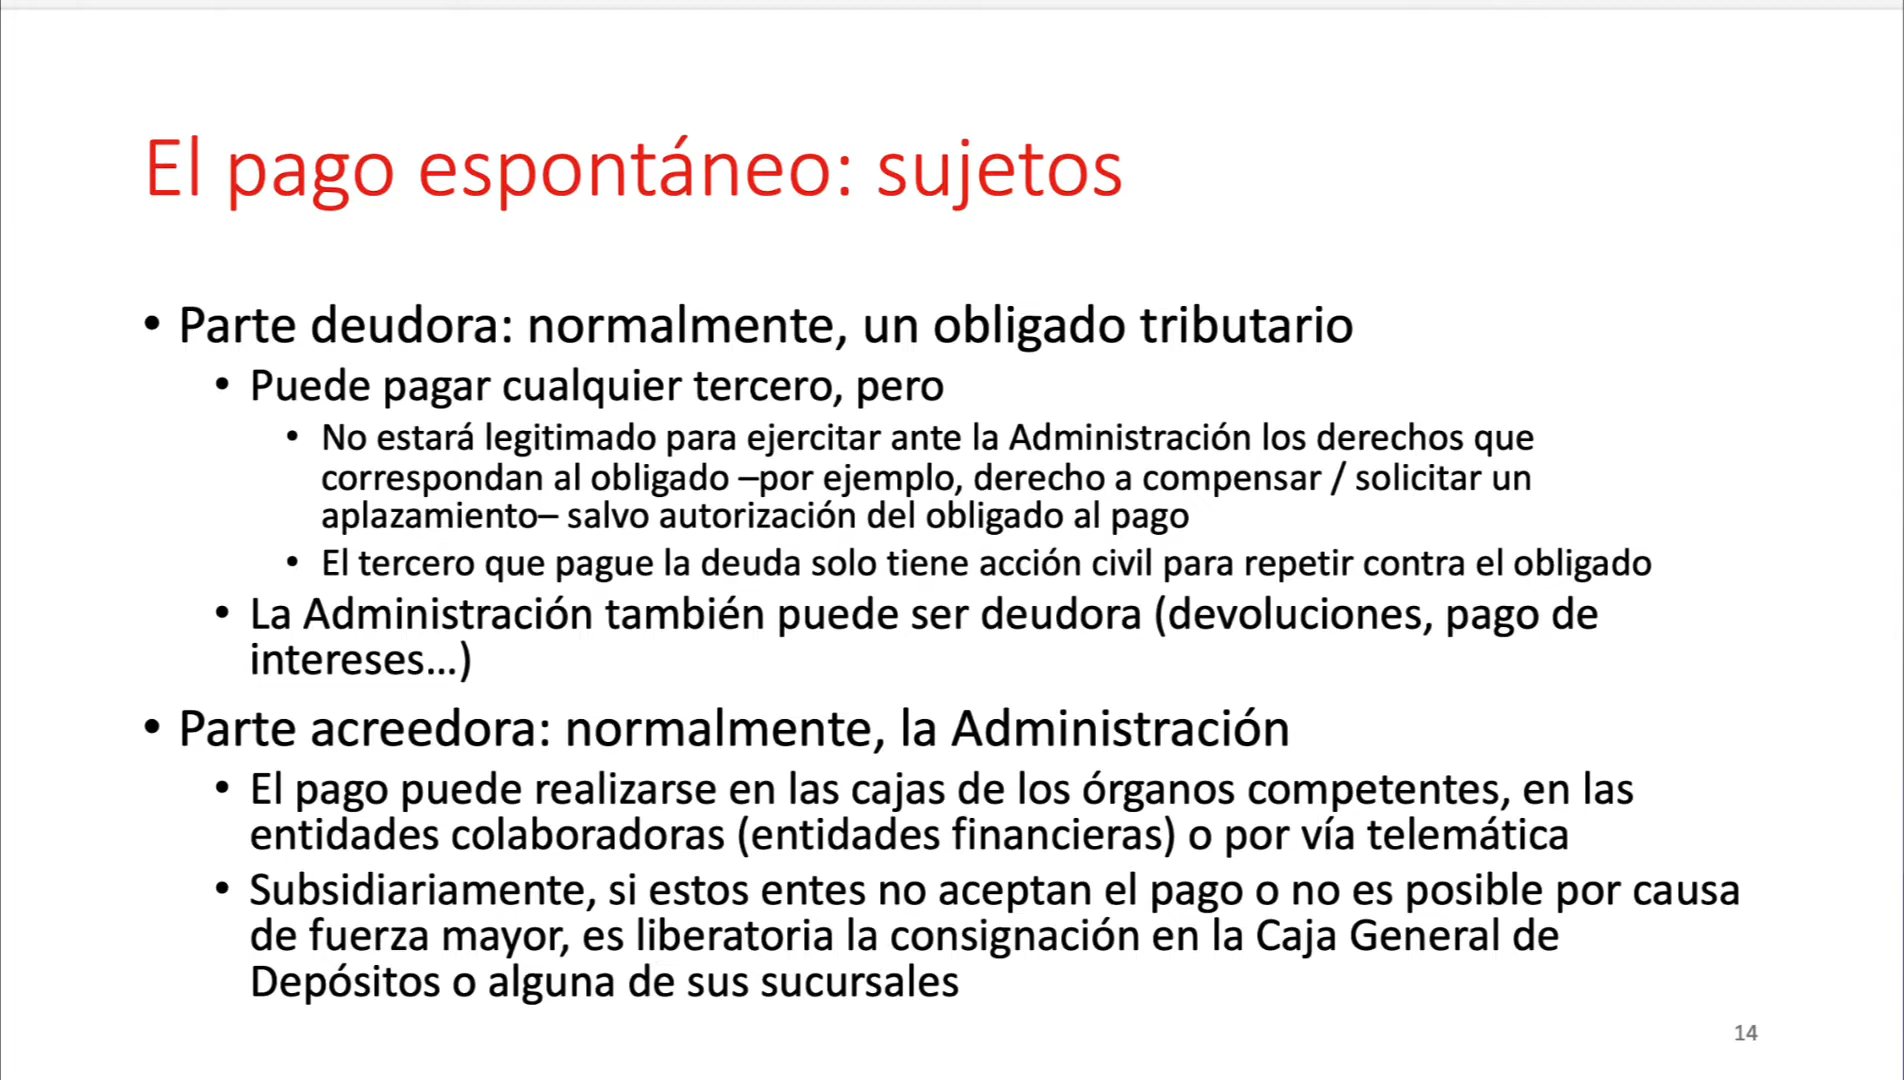 El pago espontáneo: sujetos
• Parte deudora: normalmente, un obligado tributario
• Puede pagar cualquier tercero, pero
• No estará legitimado para ejercitar ante la Administración los derechos que
correspondan al obligado –por ejemplo, derecho a compensar / solicitar un
aplazamiento– salvo autorización del obligado al pago
• El tercero que pague la deuda solo tiene acción civil para repetir contra el obligado
• La Administración también puede ser deudora (devoluciones, pago de
intereses…)
• Parte acreedora: normalmente, la Administración
• El pago puede realizarse en las cajas de los órganos competentes, en las
entidades colaboradoras (entidades financieras) o por vía telemática
• Subsidiariamente, si estos entes no aceptan el pago o no es posible por causa
de fuerza mayor, es liberatoria la consignación en la Caja General de
Depósitos o alguna de sus sucursales
14